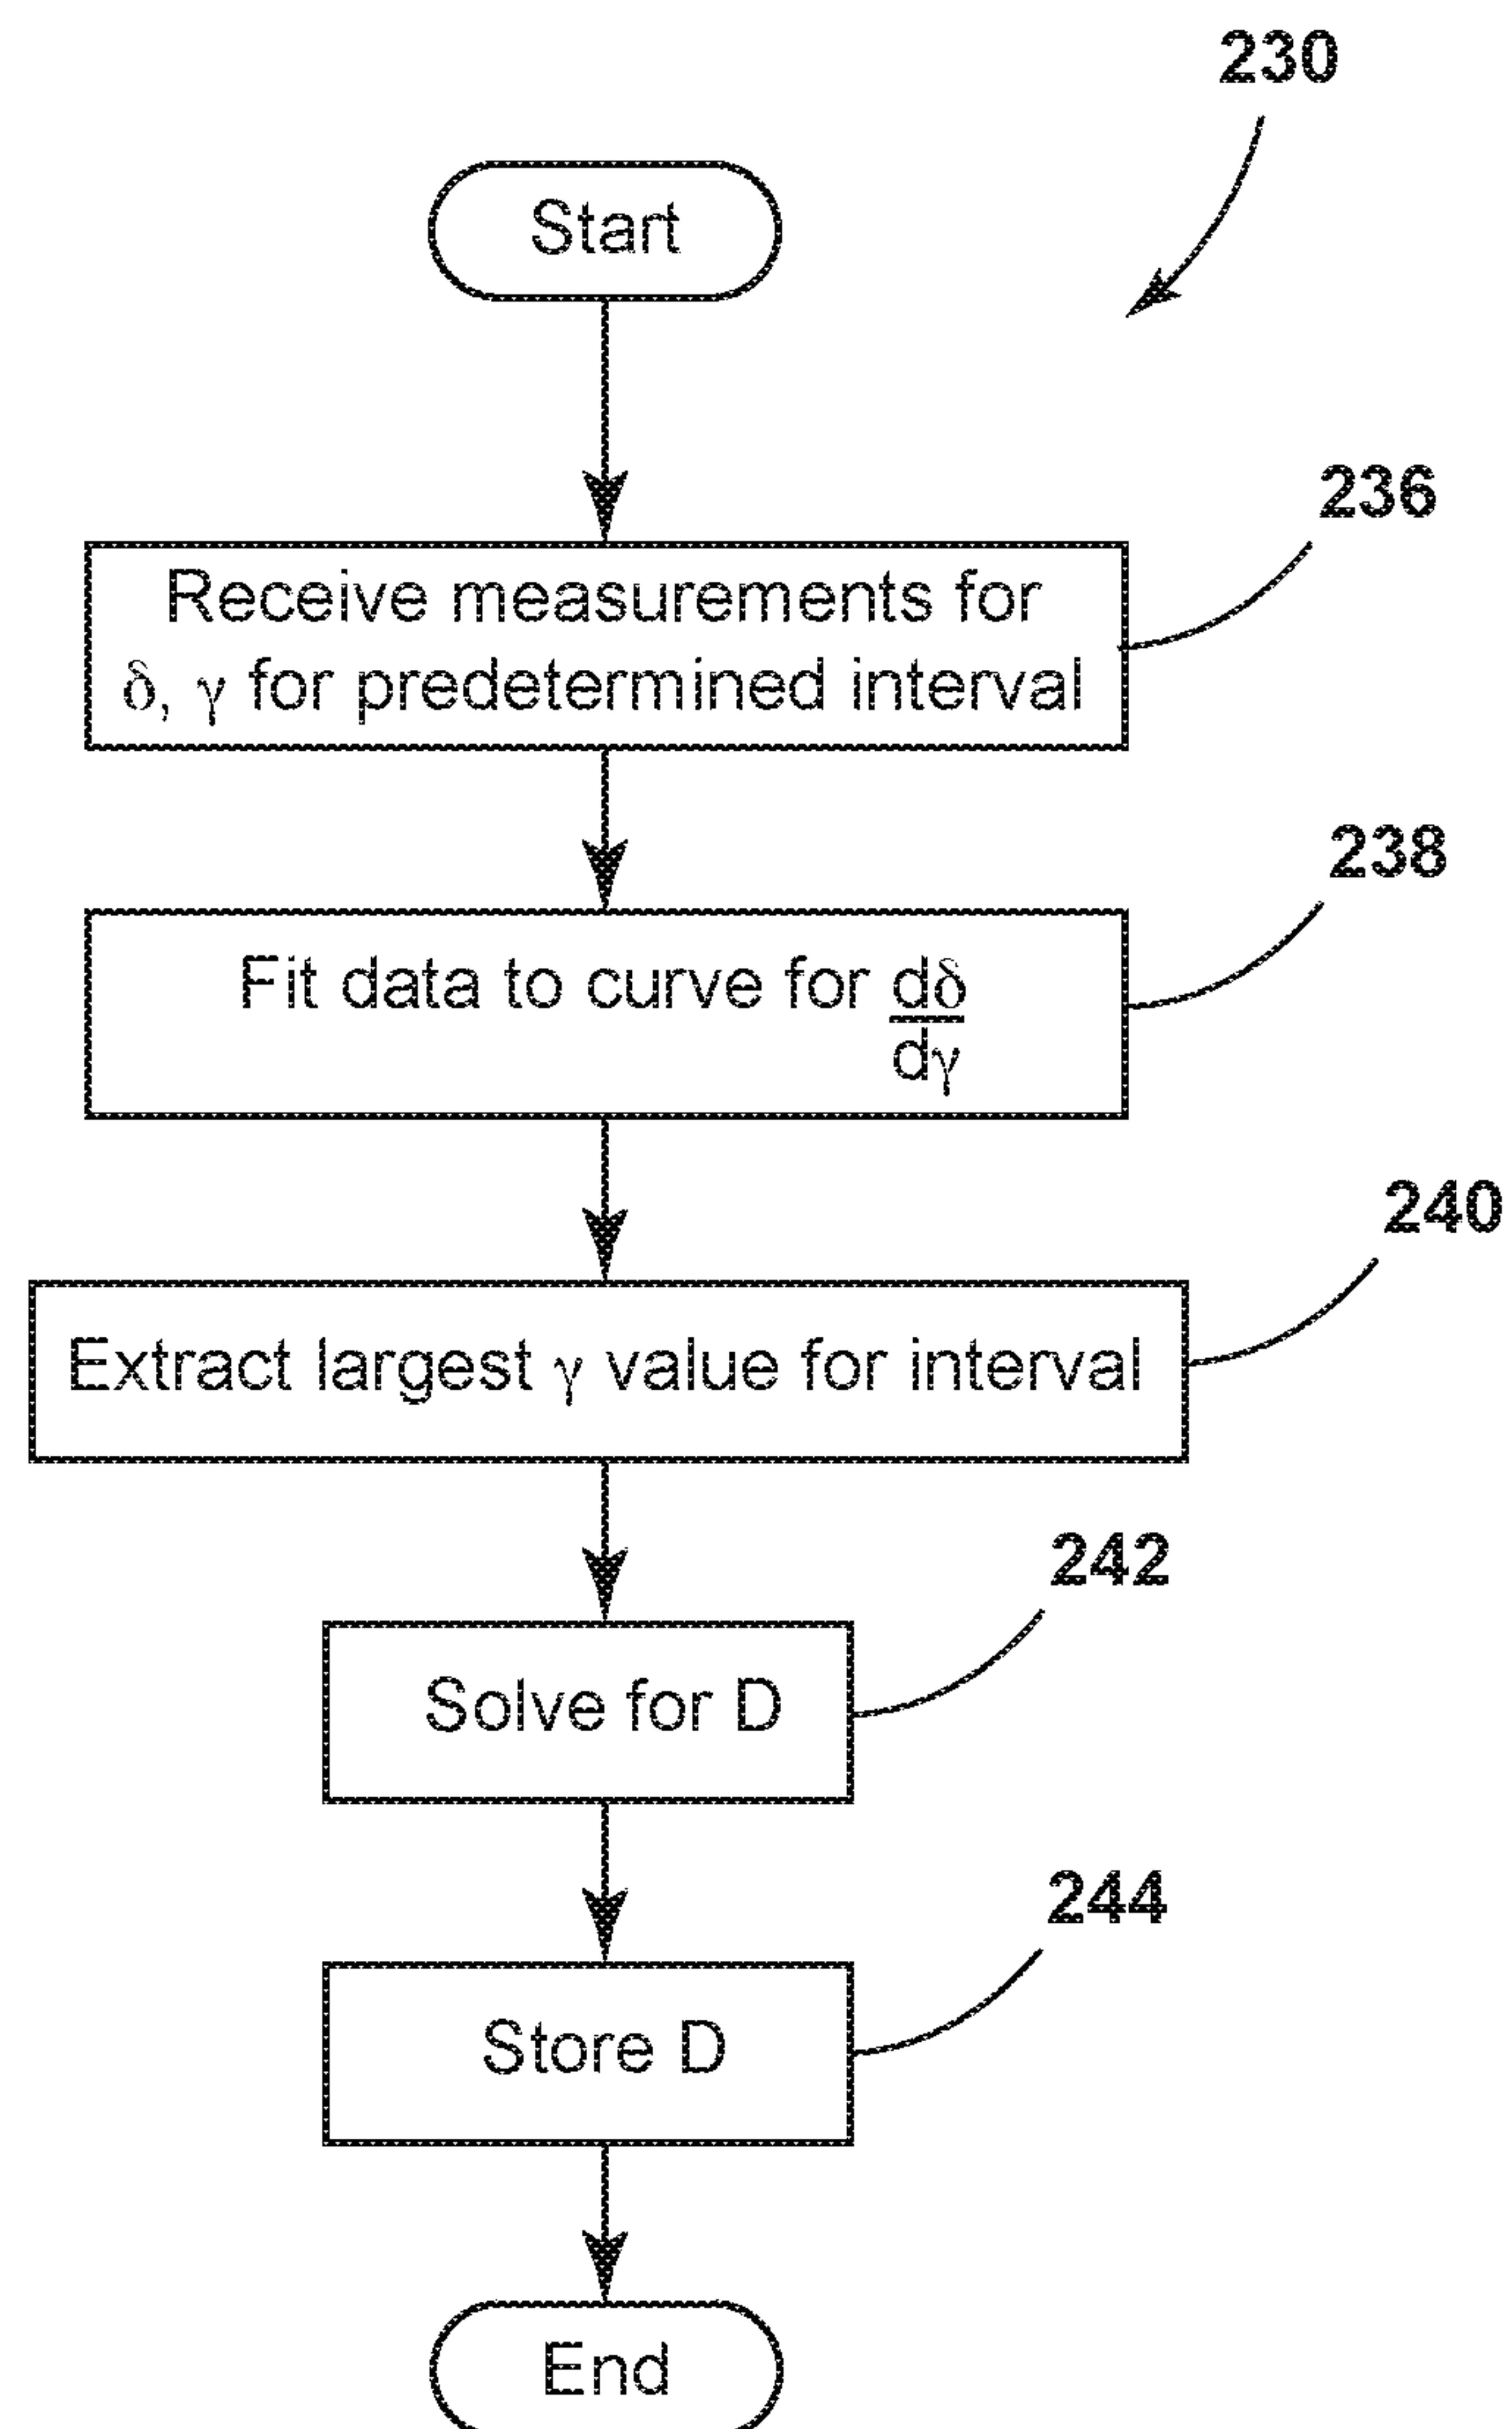 230
Start
236
Receive measurements for
δ, γ for predetermined interval
238
Fit data to curve for dδ
dγ
240
Extract largest γ value for interval
242
Solve for D
244
Store D
End